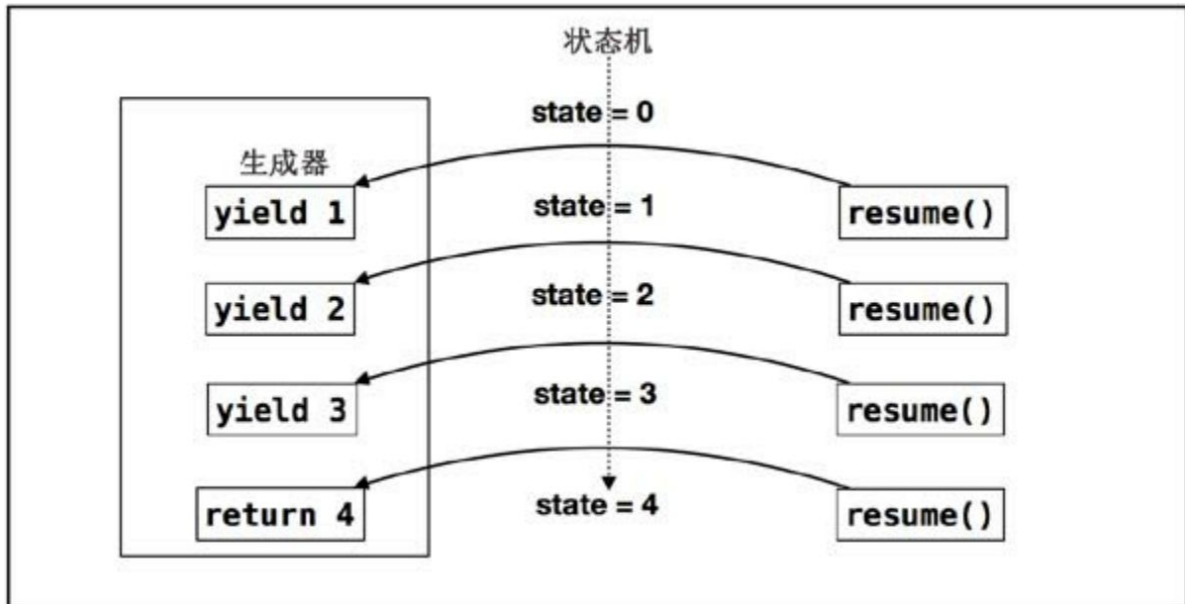 状态机
state = 0
生成器
yield 1
state = 1
resume()
yield 2
state = 2
resume()
yield 3
state = 3
resume()
return 4
state = 4
resume()